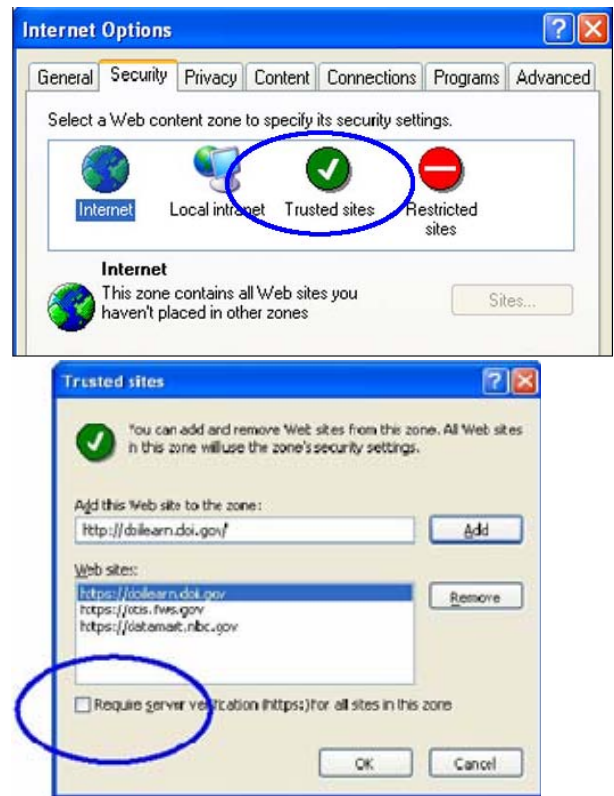 Internet Options
General Security Privacy Content Connections Programs Advanced
Select a Web content zone to specify its security settings.
Internet Local intranet Trusted sites Restricted sites
Internet
This zone contains all Web sites you
haven't placed in other zones
Sites...
Trusted sites
You can add and remove Web sites from this zone. All Web sites
in this zone will use the zone's security settings.
Add this Web site to the zone:
http://doilearn.doi.gov/
Add
Web sites:
https://doilearn.doi.gov
https://otis.fws.gov
https://datamart.nbc.gov
Remove
Require server verification (https:) for all sites in this zone
OK Cancel